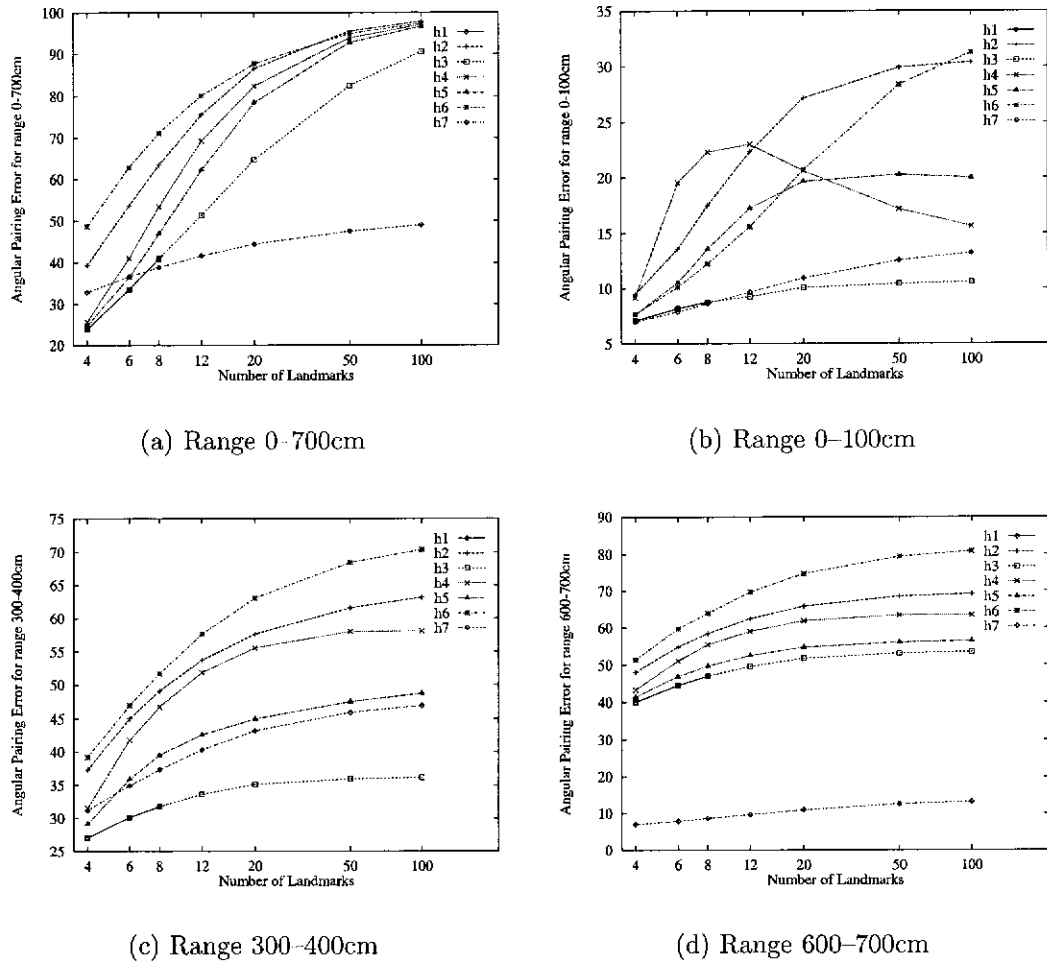 100
90
80
70
60
50
40
30
20
Angular Pairing Error for range 0-700cm
4 6 8 12 20 50 100
Number of Landmarks
h1
h2
h3
h4
h5
h6
h7
(a) Range 0-700cm
35
30
25
20
15
10
5
Angular Pairing Error for range 0-100cm
4 6 8 12 20 50 100
Number of Landmarks
h1
h2
h3
h4
h5
h6
h7
(b) Range 0–100cm
75
70
65
60
55
50
45
40
35
30
25
Angular Pairing Error for range 300-400cm
4 6 8 12 20 50 100
Number of Landmarks
h1
h2
h3
h4
h5
h6
h7
(c) Range 300–400cm
90
80
70
60
50
40
30
20
10
0
Angular Pairing Error for range 600-700cm
4 6 8 12 20 50 100
Number of Landmarks
h1
h2
h3
h4
h5
h6
h7
(d) Range 600–700cm